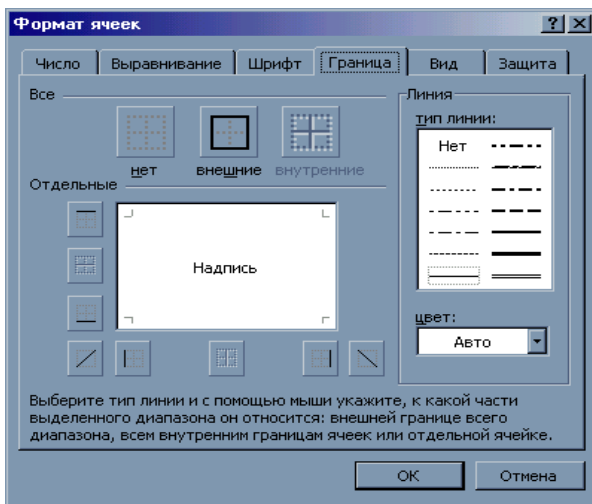 Формат ячеек
Число Выравнивание Шрифт Граница Вид Защита
Все
нет внешние внутренние
Отдельные
Надпись
Линия
тип линии:
Нет
цвет:
Авто
Выберите тип линии и с помощью мыши укажите, к какой части
выделенного диапазона он относится: внешней границе всего
диапазона, всем внутренним границам ячеек или отдельной ячейке.
ОК Отмена